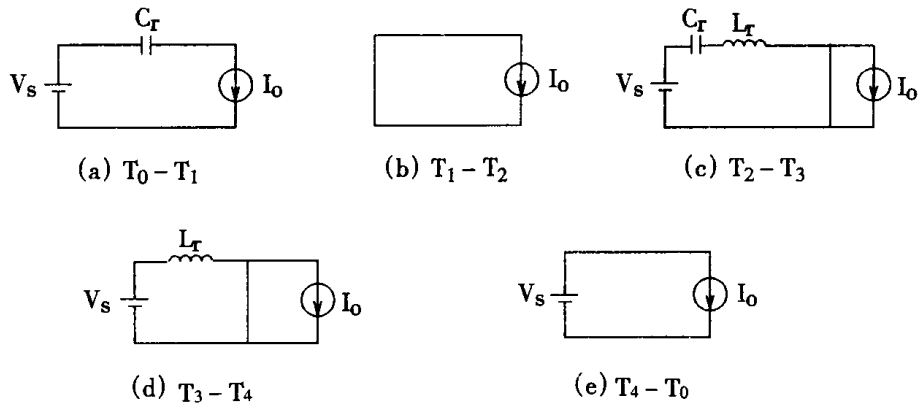 Cr
Vs
Io
(a) T0 – T1
Io
(b) T1 – T2
Cr Lr
Vs
Io
(c) T2 – T3
Lr
Vs
Io
(d) T3 – T4
Vs
Io
(e) T4 – T0